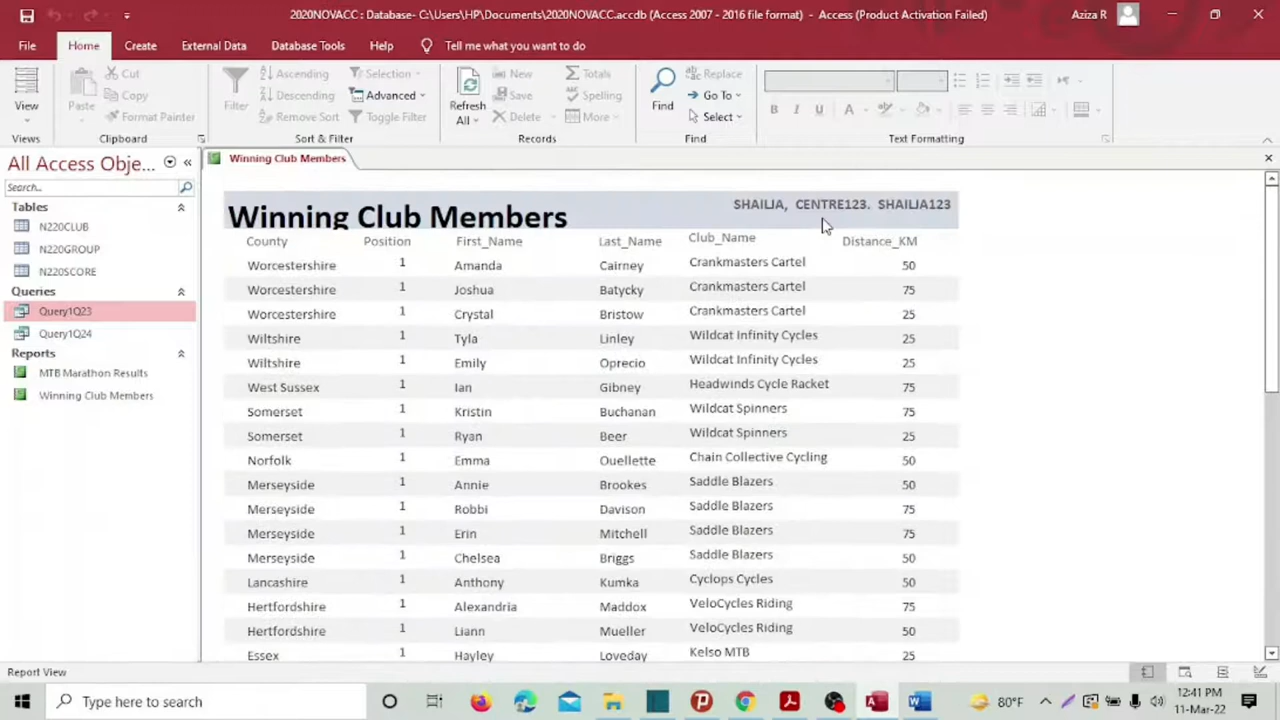 2020NOVACC : Database- C:\Users\HP\Documents\2020NOVACC.accdb (Access 2007 - 2016 file format) - Access (Product Activation Failed)
Aziza R
File Home Create External Data Database Tools Help Tell me what you want to do
View
Views
Paste
Cut
Copy
Format Painter
Clipboard
Filter
Ascending
Descending
Remove Sort
Selection
Advanced
Toggle Filter
Sort & Filter
Refresh All
New
Save
Delete
Totals
Spelling
More
Records
Find
Replace
Go To
Select
Find
B I U A
Text Formatting
All Access Obje...
Search...
Tables
N220CLUB
N220GROUP
N220SCORE
Queries
Query1Q23
Query1Q24
Reports
MTB Marathon Results
Winning Club Members
Winning Club Members
Winning Club Members SHAILJA, CENTRE123. SHAILJA123
County Position First_Name Last_Name Club_Name Distance_KM
Worcestershire 1 Amanda Cairney Crankmasters Cartel 50
Worcestershire 1 Joshua Batycky Crankmasters Cartel 75
Worcestershire 1 Crystal Bristow Crankmasters Cartel 25
Wiltshire 1 Tyla Linley Wildcat Infinity Cycles 25
Wiltshire 1 Emily Oprecio Wildcat Infinity Cycles 25
West Sussex 1 Ian Gibney Headwinds Cycle Racket 75
Somerset 1 Kristin Buchanan Wildcat Spinners 75
Somerset 1 Ryan Beer Wildcat Spinners 25
Norfolk 1 Emma Ouellette Chain Collective Cycling 50
Merseyside 1 Annie Brookes Saddle Blazers 50
Merseyside 1 Robbi Davison Saddle Blazers 75
Merseyside 1 Erin Mitchell Saddle Blazers 75
Merseyside 1 Chelsea Briggs Saddle Blazers 50
Lancashire 1 Anthony Kumka Cyclops Cycles 50
Hertfordshire 1 Alexandria Maddox VeloCycles Riding 75
Hertfordshire 1 Liann Mueller VeloCycles Riding 50
Essex 1 Hayley Loveday Kelso MTB 25
Report View
Type here to search
80°F
12:41 PM
11-Mar-22